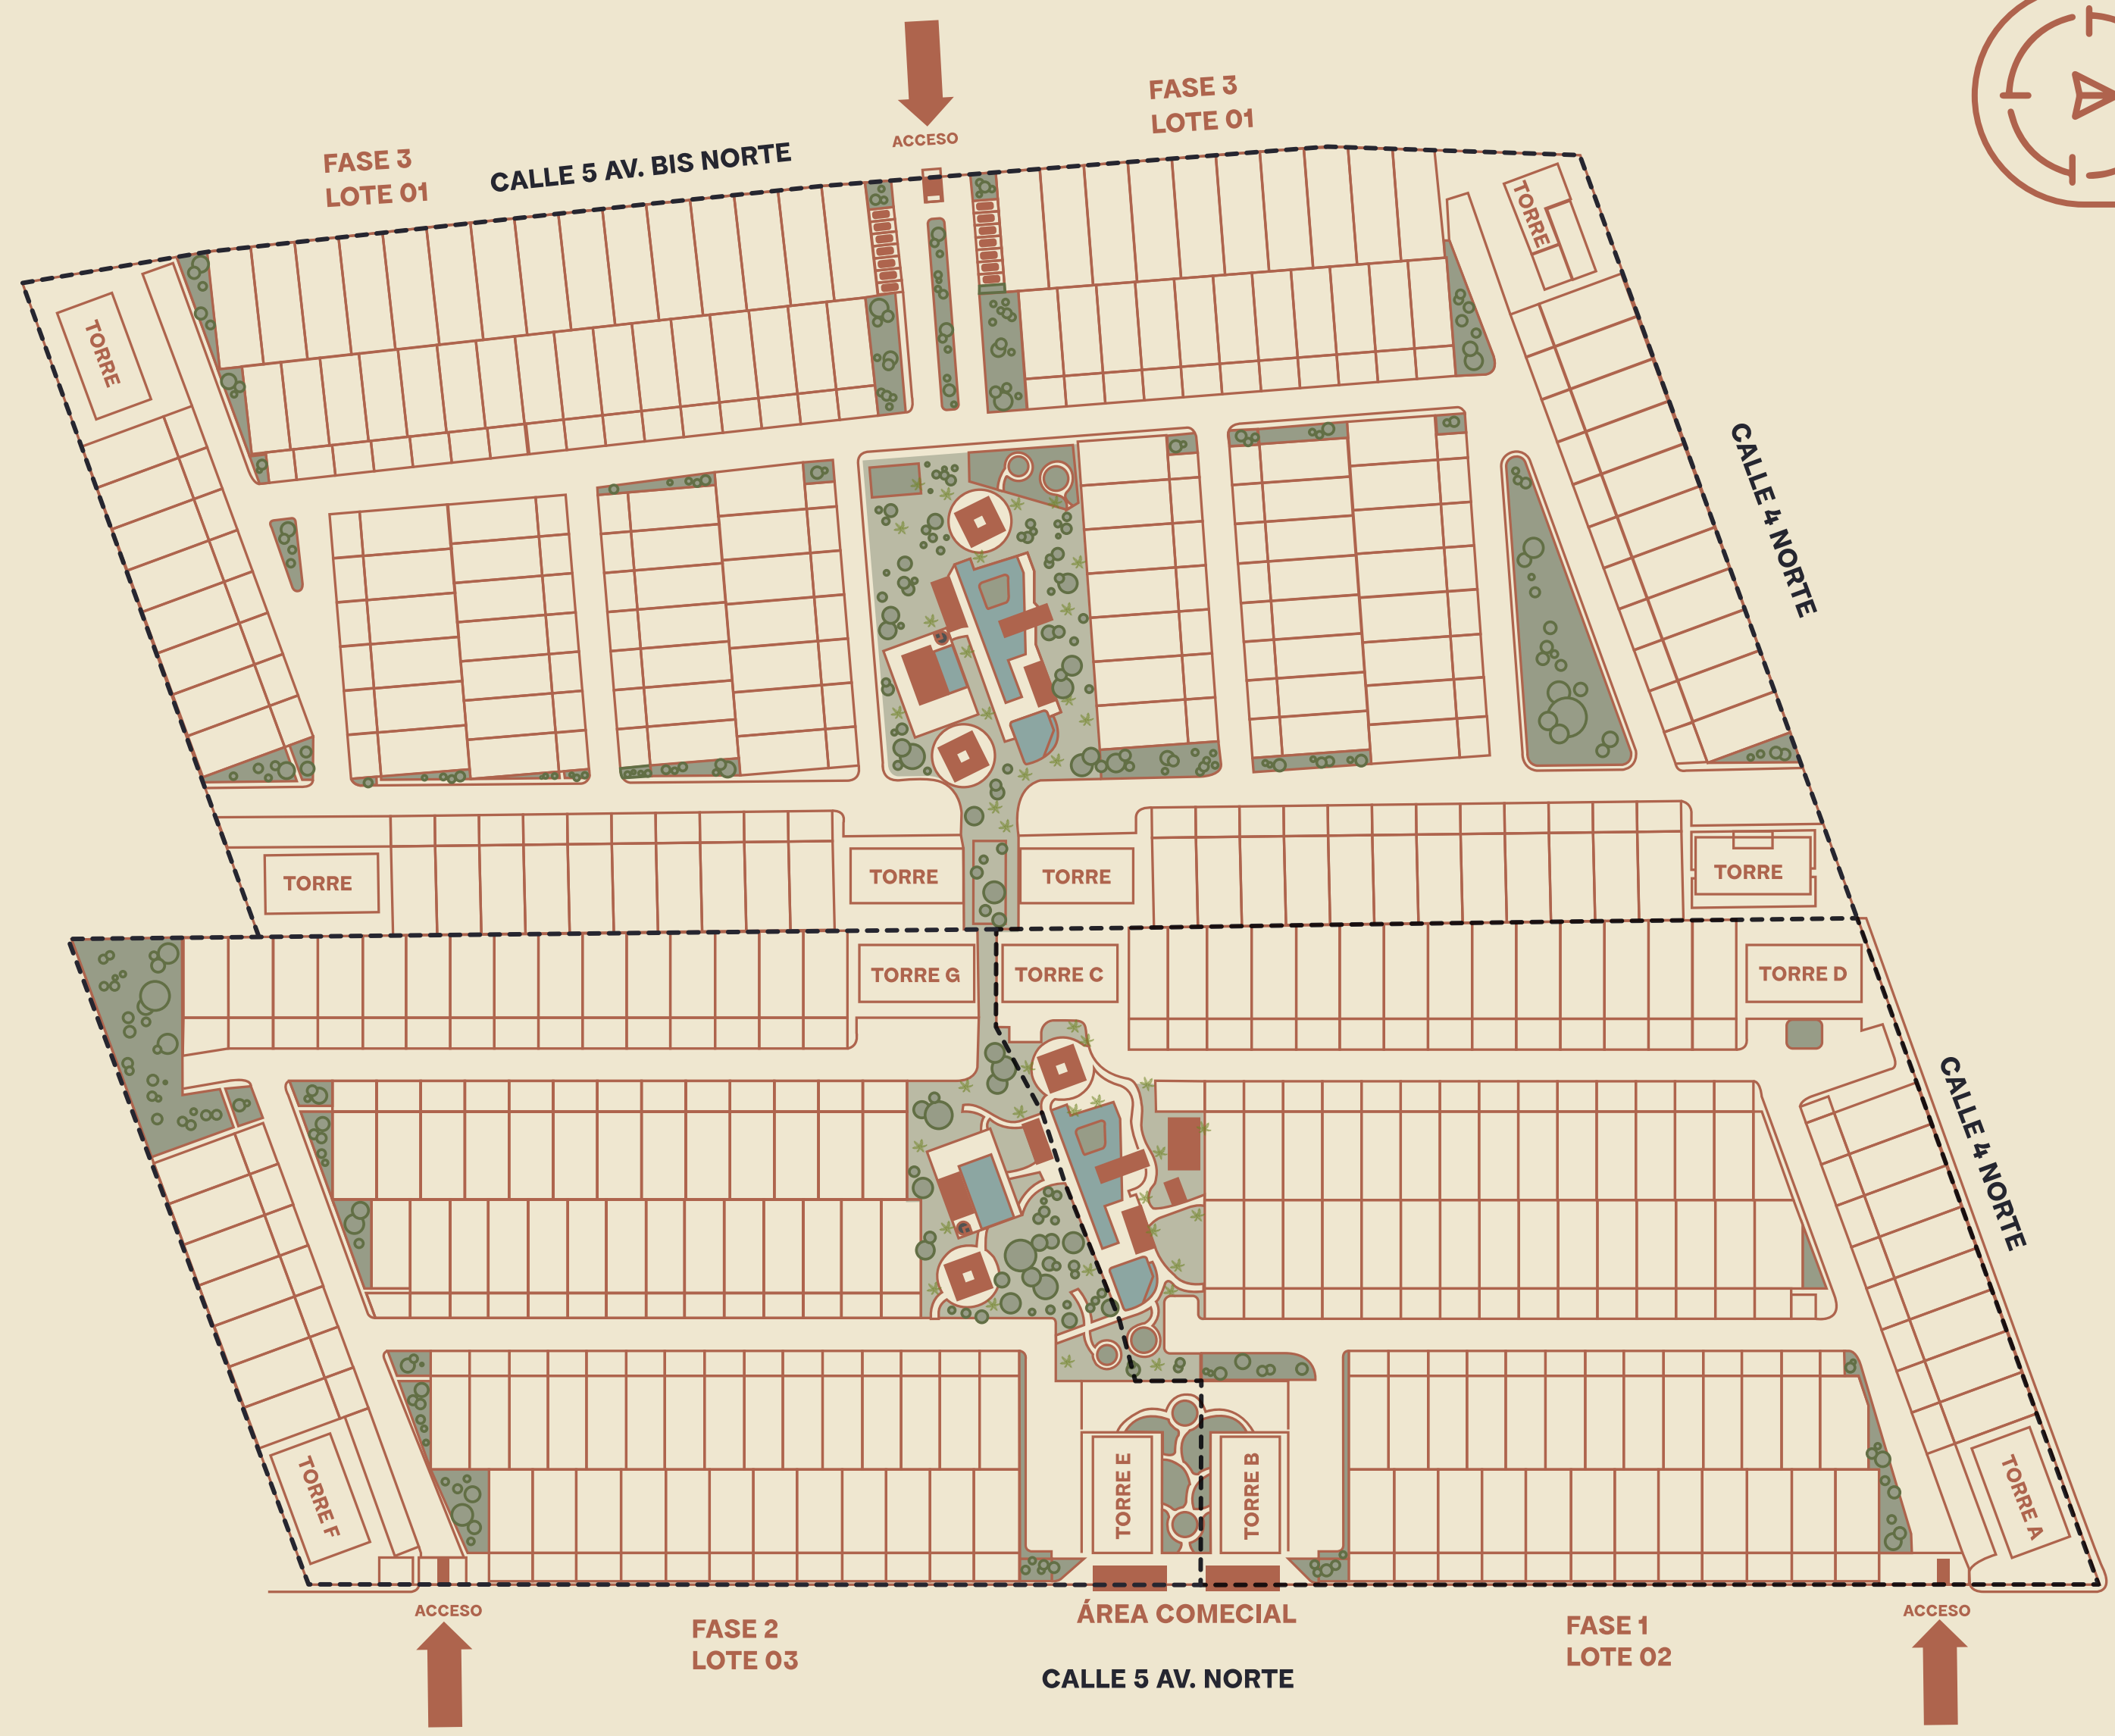 FASE 3
LOTE 01
ACCESO
FASE 3
LOTE 01
CALLE 5 AV. BIS NORTE
TORRE
TORRE
CALLE 4 NORTE
TORRE
TORRE
TORRE
TORRE
TORRE G
TORRE C
TORRE D
CALLE 4 NORTE
TORRE F
TORRE E
TORRE B
TORRE A
ACCESO
FASE 2
LOTE 03
ÁREA COMECIAL
FASE 1
LOTE 02
ACCESO
CALLE 5 AV. NORTE